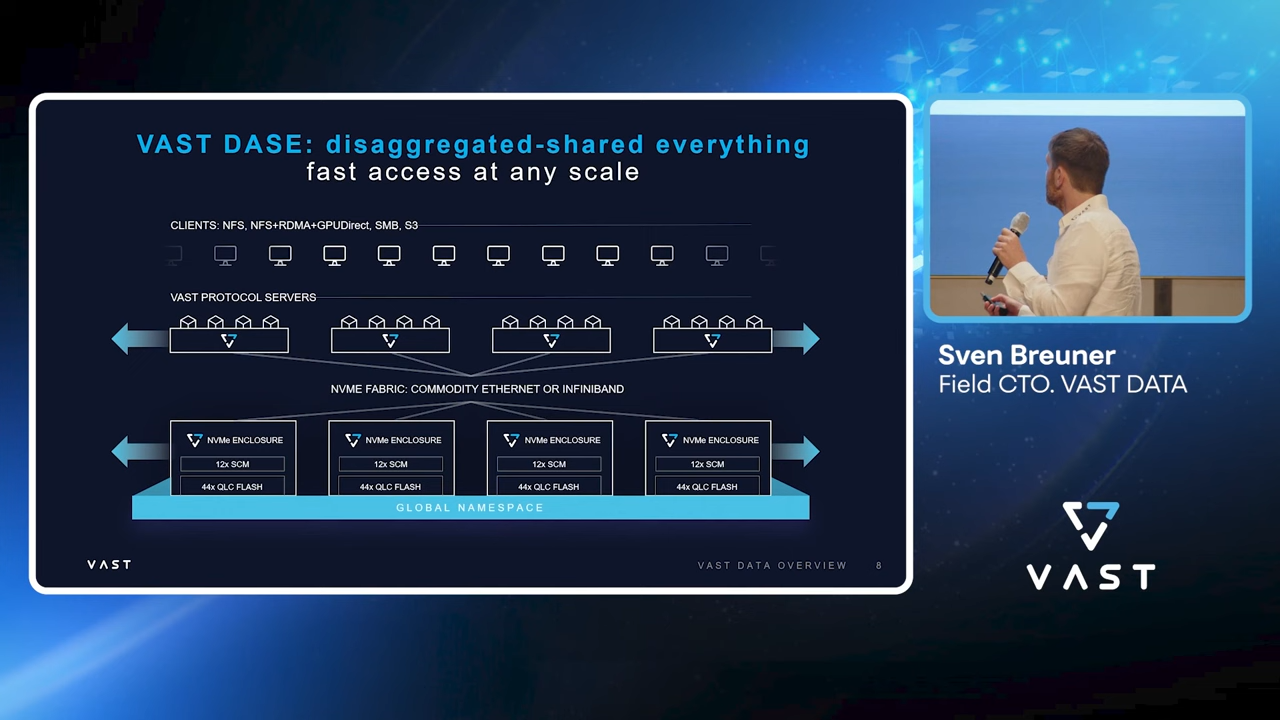 VAST DASE: disaggregated-shared everything
fast access at any scale
CLIENTS: NFS, NFS+RDMA+GPUDirect, SMB, S3
VAST PROTOCOL SERVERS
NVME FABRIC: COMMODITY ETHERNET OR INFINIBAND
NVMe ENCLOSURE
12x SCM
44x QLC FLASH
NVMe ENCLOSURE
12x SCM
44x QLC FLASH
NVMe ENCLOSURE
12x SCM
44x QLC FLASH
NVMe ENCLOSURE
12x SCM
44x QLC FLASH
GLOBAL NAMESPACE
VAST
VAST DATA OVERVIEW 8
Sven Breuner
Field CTO. VAST DATA
VAST